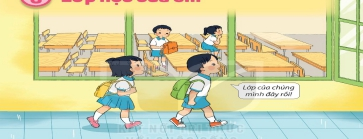 Lớp học của em
Lớp của chúng
mình đây rồi!